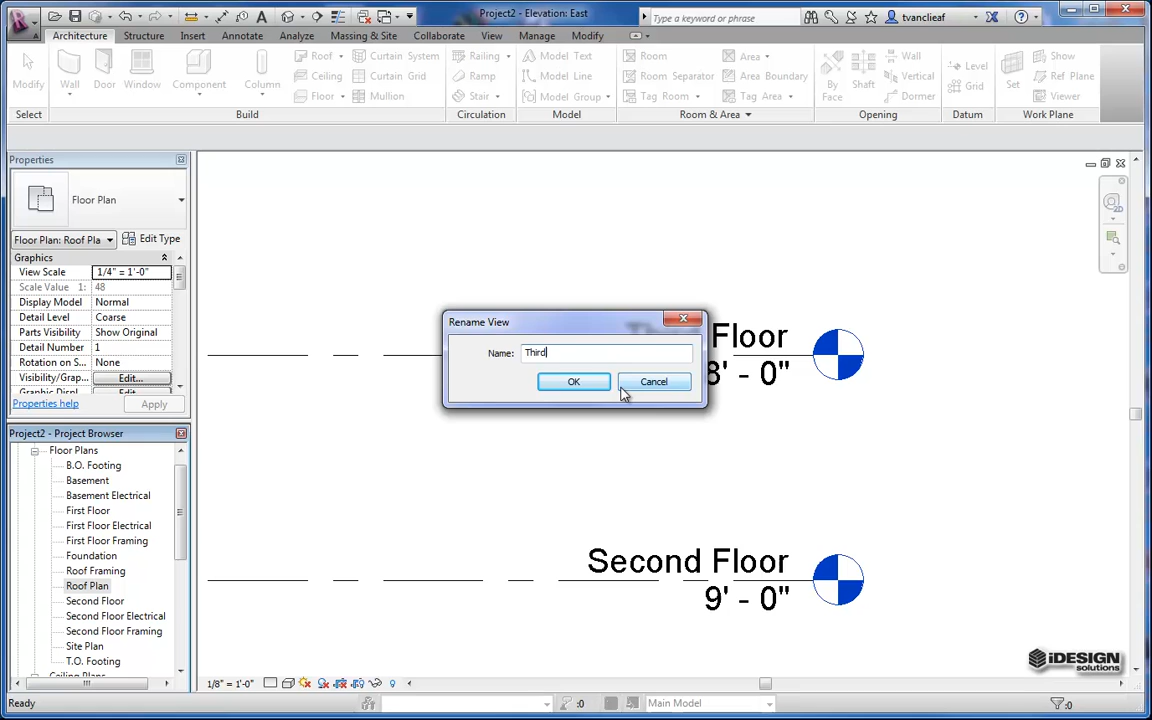 Project2 - Elevation: East
Type a keyword or phrase
tvanclieaf
Architecture Structure Insert Annotate Analyze Massing & Site Collaborate View Manage Modify
Modify
Wall
Door
Window
Component
Column
Roof
Ceiling
Floor
Curtain System
Curtain Grid
Mullion
Railing
Ramp
Stair
Model Text
Model Line
Model Group
Room
Room Separator
Tag Room
Area
Area Boundary
Tag Area
By Face
Shaft
Wall
Vertical
Dormer
Level
Grid
Set
Show
Ref Plane
Viewer
Select Build Circulation Model Room & Area Opening Datum Work Plane
Properties
Floor Plan
Floor Plan: Roof Pla
Edit Type
Graphics
View Scale 1/4" = 1'-0"
Scale Value 1: 48
Display Model Normal
Detail Level Coarse
Parts Visibility Show Original
Detail Number 1
Rotation on S... None
Visibility/Grap... Edit...
Graphic Displ... Edit...
Properties help
Apply
Project2 - Project Browser
Floor Plans
B.O. Footing
Basement
Basement Electrical
First Floor
First Floor Electrical
First Floor Framing
Foundation
Roof Framing
Roof Plan
Second Floor
Second Floor Electrical
Second Floor Framing
Site Plan
T.O. Footing
Ceiling Plans
Rename View
Name: Third
OK
Cancel
Floor
8' - 0"
Second Floor
9' - 0"
2D
iDESIGN
solutions
1/8" = 1'-0"
Ready
:0
Main Model
:0